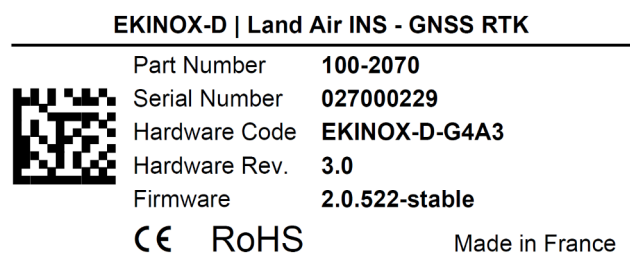 EKINOX-D | Land Air INS - GNSS RTK
Part Number 100-2070
Serial Number 027000229
Hardware Code EKINOX-D-G4A3
Hardware Rev. 3.0
Firmware 2.0.522-stable
CE RoHS Made in France